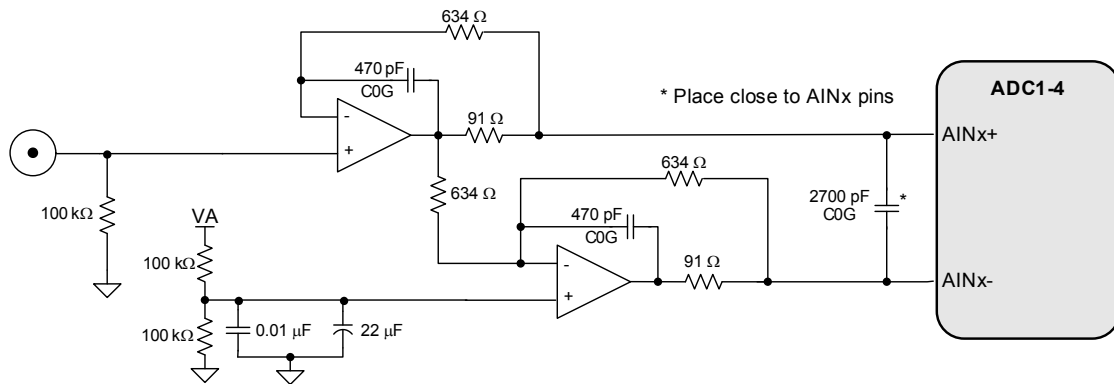 634 Ω
470 pF
C0G
* Place close to AINx pins
ADC1-4
91 Ω
-
+
AINx+
634 Ω
634 Ω
100 kΩ
VA
470 pF
C0G
2700 pF
C0G
*
100 kΩ
91 Ω
-
+
AINx-
100 kΩ
0.01 µF
22 µF